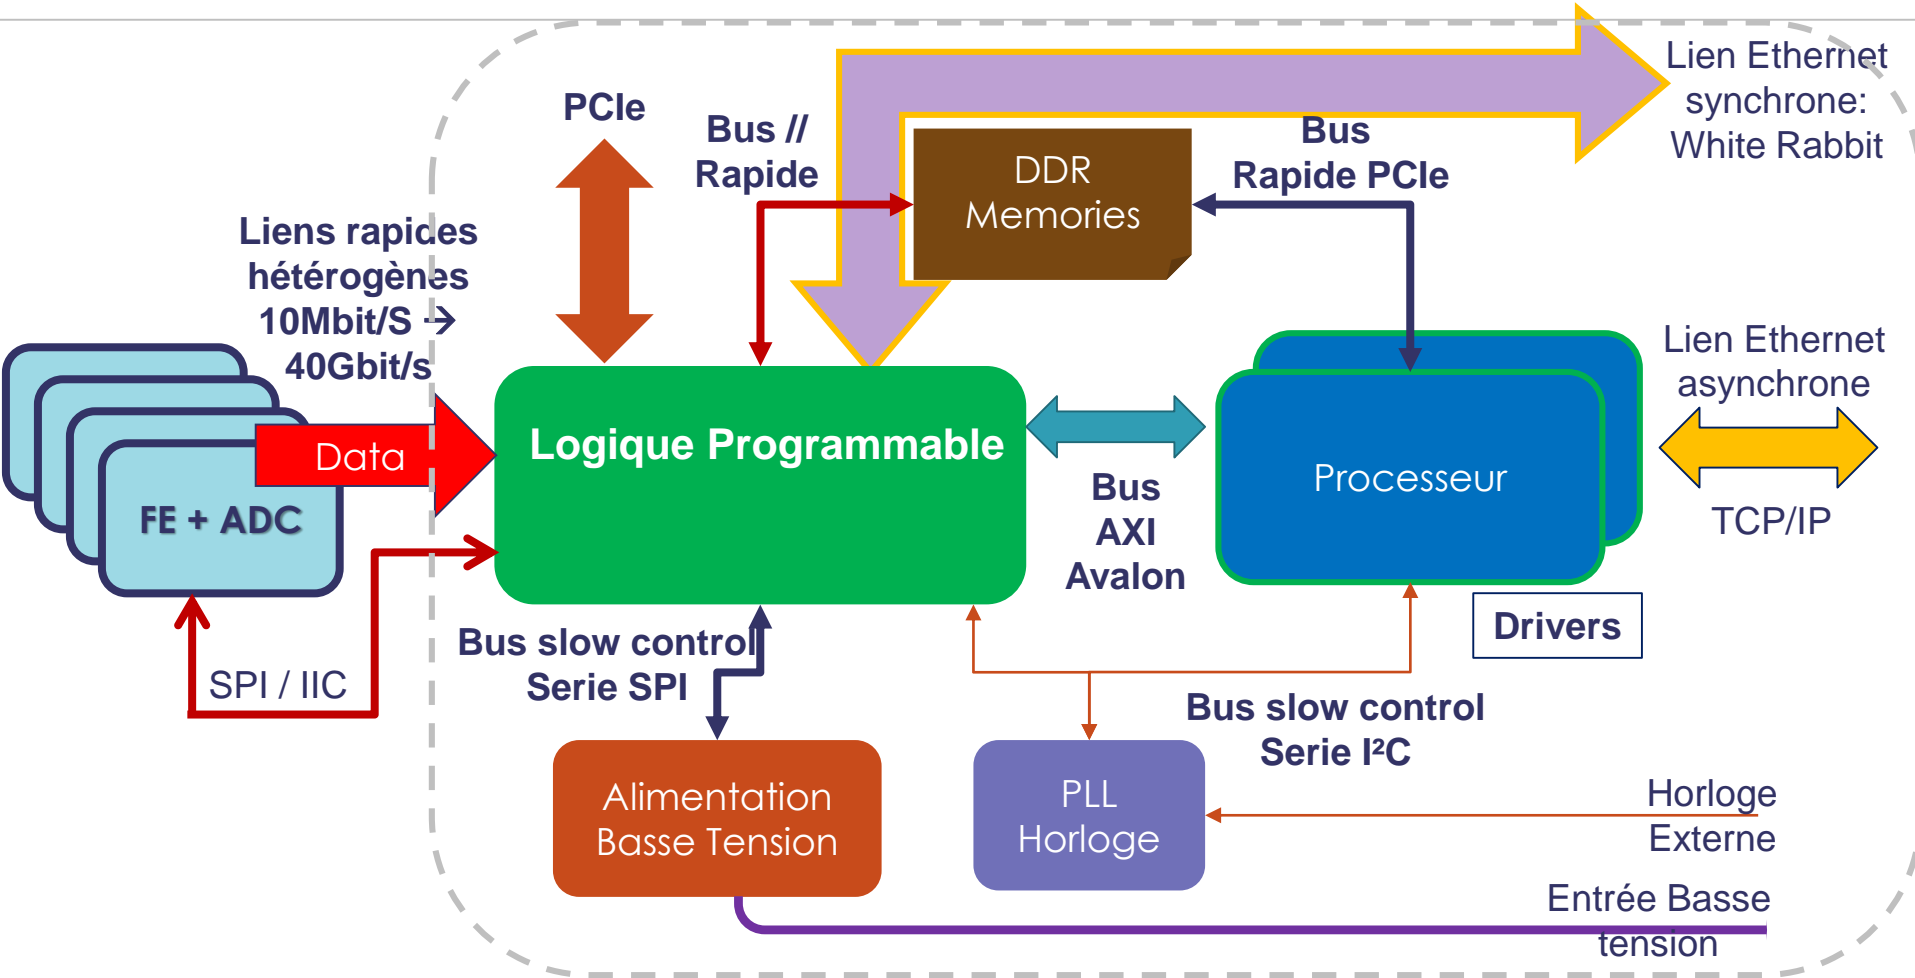 PCIe
Bus //
Rapide
DDR
Memories
Bus
Rapide PCIe
Lien Ethernet
synchrone:
White Rabbit
Liens rapides
hétérogènes
10Mbit/S →
40Gbit/s
Data
FE + ADC
Logique Programmable
Bus
AXI
Avalon
Processeur
Lien Ethernet
asynchrone
TCP/IP
Drivers
SPI / IIC
Bus slow control
Serie SPI
Bus slow control
Serie I²C
Alimentation
Basse Tension
PLL
Horloge
Horloge
Externe
Entrée Basse
tension